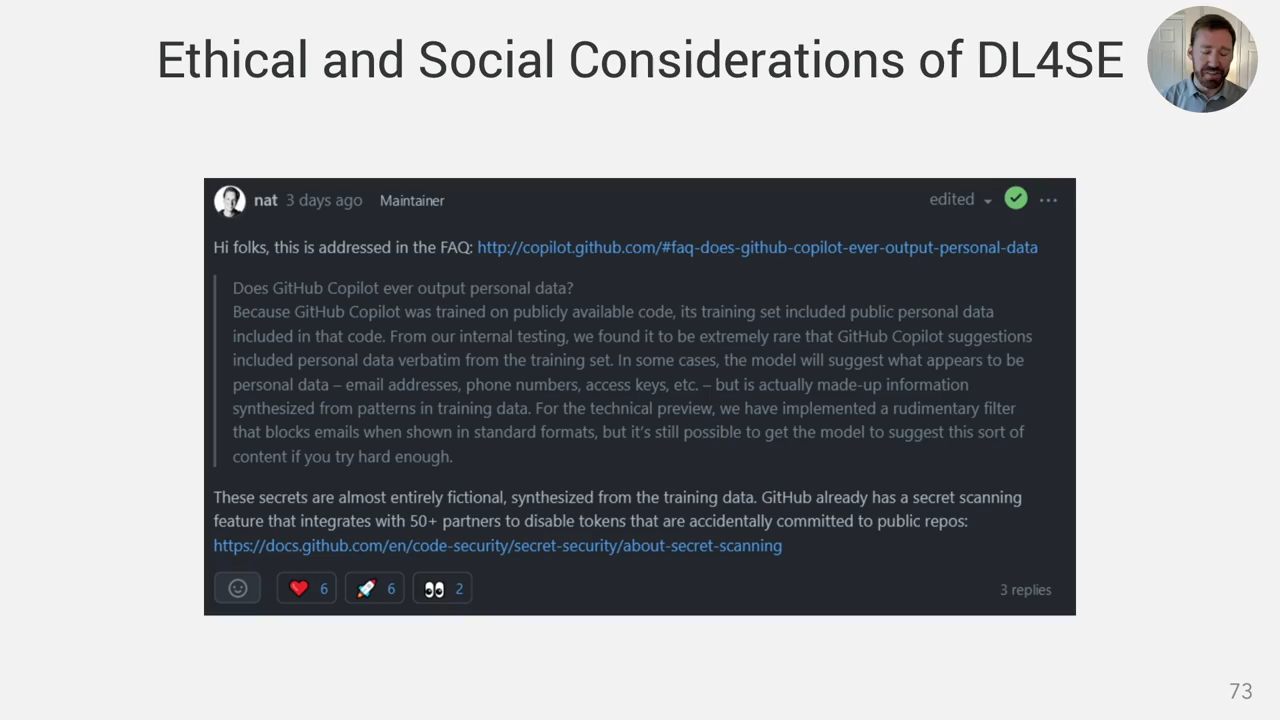 Ethical and Social Considerations of DL4SE
nat 3 days ago Maintainer edited
Hi folks, this is addressed in the FAQ: http://copilot.github.com/#faq-does-github-copilot-ever-output-personal-data
Does GitHub Copilot ever output personal data?
Because GitHub Copilot was trained on publicly available code, its training set included public personal data
included in that code. From our internal testing, we found it to be extremely rare that GitHub Copilot suggestions
included personal data verbatim from the training set. In some cases, the model will suggest what appears to be
personal data – email addresses, phone numbers, access keys, etc. – but is actually made-up information
synthesized from patterns in training data. For the technical preview, we have implemented a rudimentary filter
that blocks emails when shown in standard formats, but it's still possible to get the model to suggest this sort of
content if you try hard enough.
These secrets are almost entirely fictional, synthesized from the training data. GitHub already has a secret scanning
feature that integrates with 50+ partners to disable tokens that are accidentally committed to public repos:
https://docs.github.com/en/code-security/secret-security/about-secret-scanning
6 6 2 3 replies
73